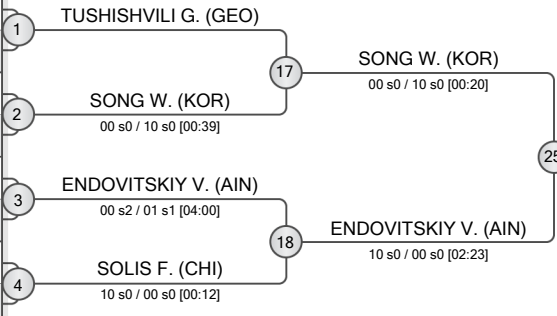 TUSHISHVILI G. (GEO)
1
17
SONG W. (KOR)
00 s0 / 10 s0 [00:20]
2
SONG W. (KOR)
00 s0 / 10 s0 [00:39]
25
3
ENDOVITSKIY V. (AIN)
00 s2 / 01 s1 [04:00]
18
ENDOVITSKIY V. (AIN)
10 s0 / 00 s0 [02:23]
4
SOLIS F. (CHI)
10 s0 / 00 s0 [00:12]